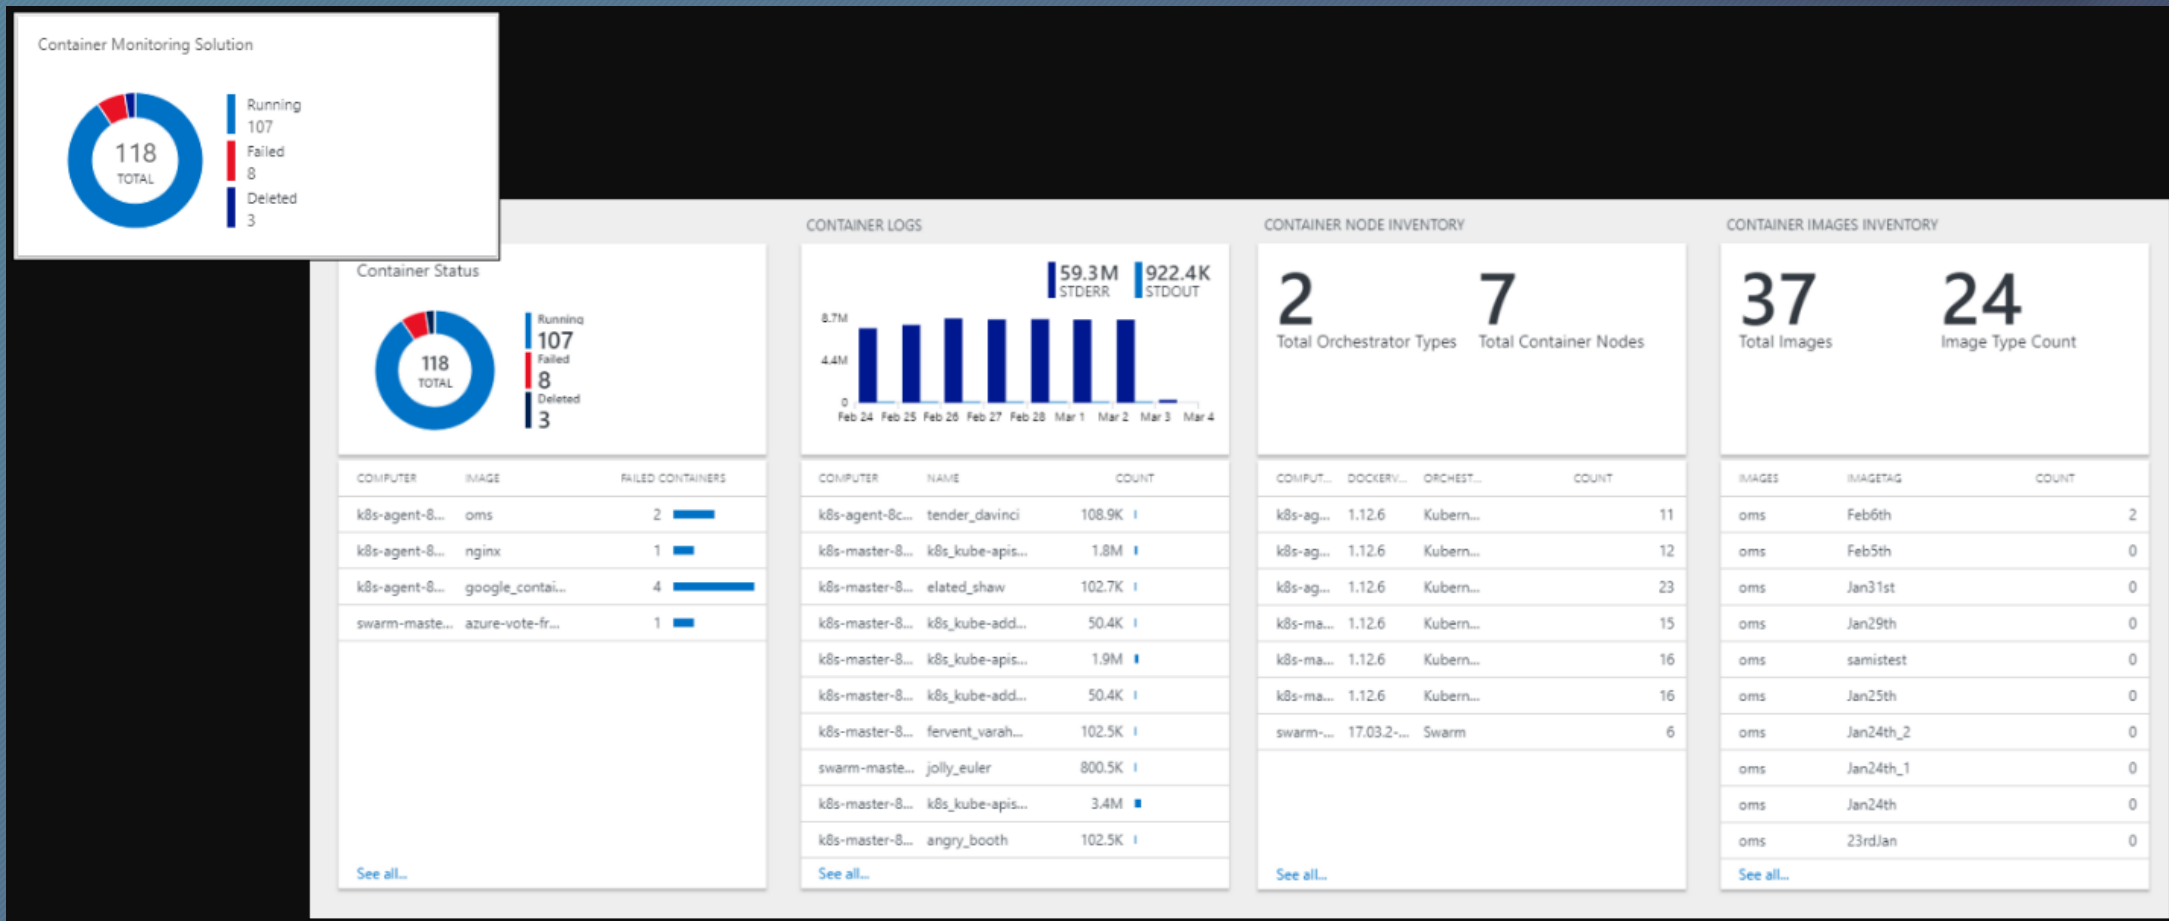 Container Monitoring Solution
118
TOTAL
Running
107
Failed
8
Deleted
3
Container Status
118
TOTAL
Running
107
Failed
8
Deleted
3
COMPUTER IMAGE FAILED CONTAINERS
k8s-agent-8... oms 2
k8s-agent-8... nginx 1
k8s-agent-8... google_contai... 4
swarm-maste... azure-vote-fr... 1
See all...
CONTAINER LOGS
59.3M 922.4K
STDERR STDOUT
8.7M
4.4M
0
Feb 24 Feb 25 Feb 26 Feb 27 Feb 28 Mar 1 Mar 2 Mar 3 Mar 4
COMPUTER NAME COUNT
k8s-agent-8c... tender_davinci 108.9K
k8s-master-8... k8s_kube-apis... 1.8M
k8s-master-8... elated_shaw 102.7K
k8s-master-8... k8s_kube-add... 50.4K
k8s-master-8... k8s_kube-apis... 1.9M
k8s-master-8... k8s_kube-add... 50.4K
k8s-master-8... fervent_varah... 102.5K
swarm-maste... jolly_euler 800.5K
k8s-master-8... k8s_kube-apis... 3.4M
k8s-master-8... angry_booth 102.5K
See all...
CONTAINER NODE INVENTORY
2 7
Total Orchestrator Types Total Container Nodes
COMPUT... DOCKERV... ORCHEST... COUNT
k8s-ag... 1.12.6 Kubern... 11
k8s-ag... 1.12.6 Kubern... 12
k8s-ag... 1.12.6 Kubern... 23
k8s-ma... 1.12.6 Kubern... 15
k8s-ma... 1.12.6 Kubern... 16
k8s-ma... 1.12.6 Kubern... 16
swarm-... 17.03.2-... Swarm 6
See all...
CONTAINER IMAGES INVENTORY
37 24
Total Images Image Type Count
IMAGES IMAGETAG COUNT
oms Feb6th 2
oms Feb5th 0
oms Jan31st 0
oms Jan29th 0
oms samistest 0
oms Jan25th 0
oms Jan24th_2 0
oms Jan24th_1 0
oms Jan24th 0
oms 23rdJan 0
See all...